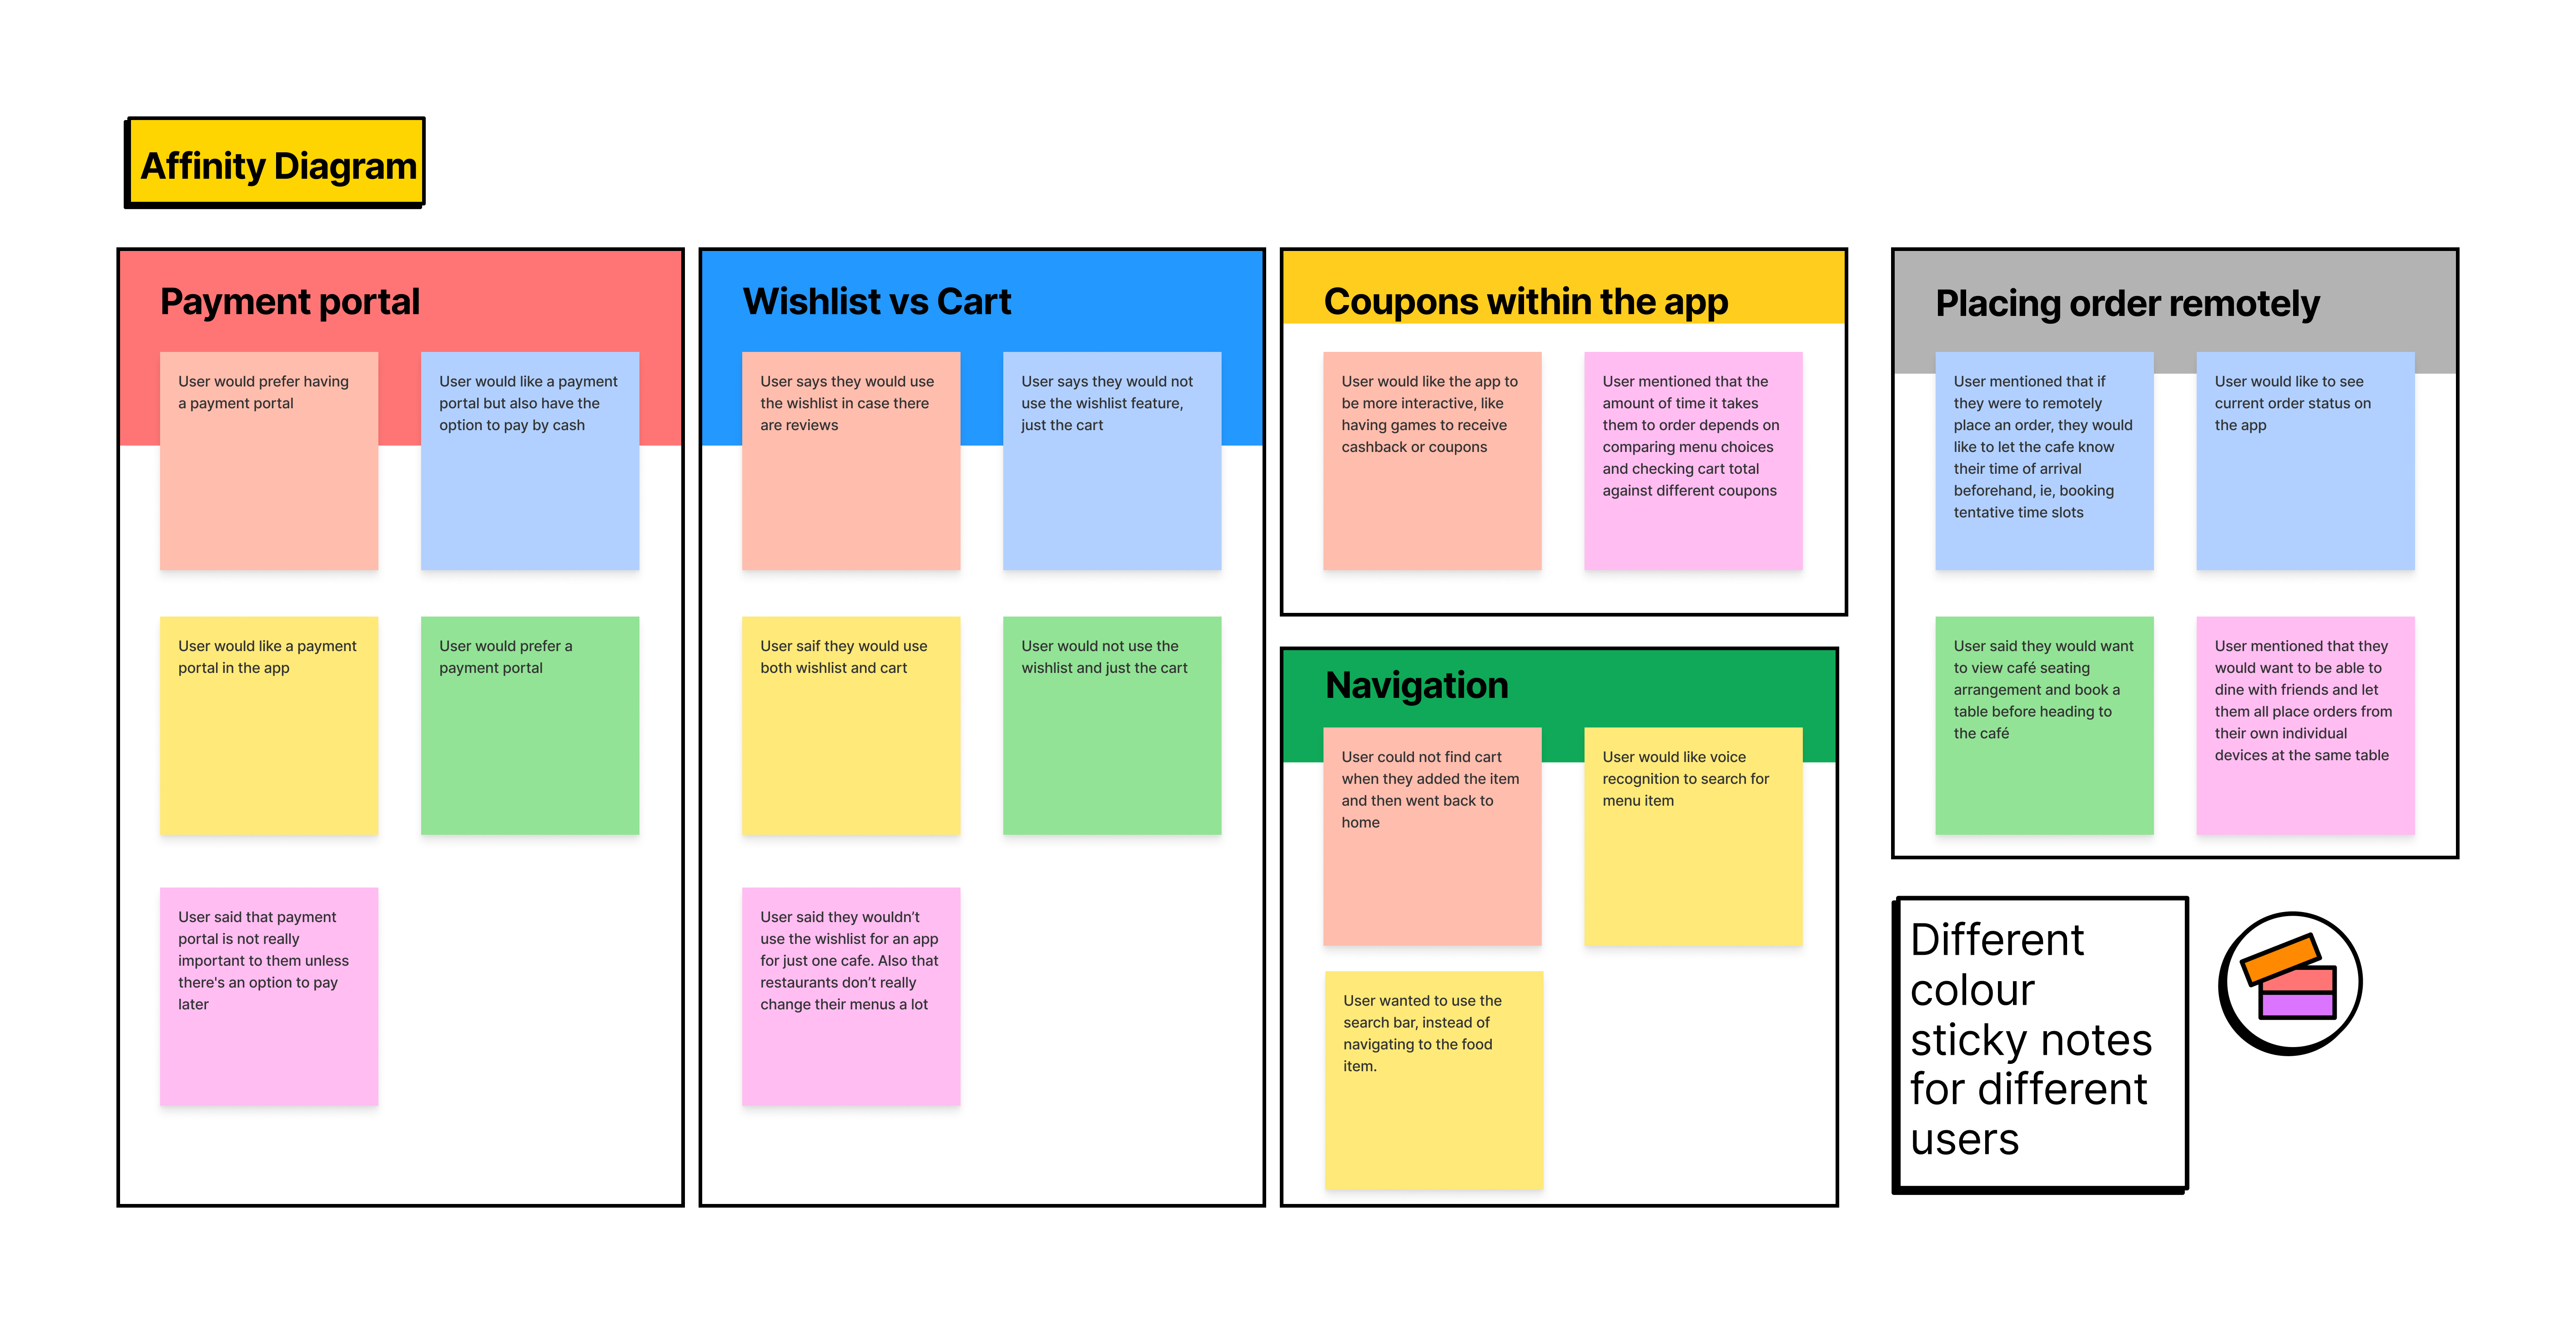 Affinity Diagram
Payment portal
User would prefer having
a payment portal
User would like a payment
portal but also have the
option to pay by cash
User would like a payment
portal in the app
User would prefer a
payment portal
User said that payment
portal is not really
important to them unless
there's an option to pay
later
Wishlist vs Cart
User says they would use
the wishlist in case there
are reviews
User says they would not
use the wishlist feature,
just the cart
User saif they would use
both wishlist and cart
User would not use the
wishlist and just the cart
User said they wouldn’t
use the wishlist for an app
for just one cafe. Also that
restaurants don’t really
change their menus a lot
Coupons within the app
User would like the app to
be more interactive, like
having games to receive
cashback or coupons
User mentioned that the
amount of time it takes
them to order depends on
comparing menu choices
and checking cart total
against different coupons
Navigation
User could not find cart
when they added the item
and then went back to
home
User would like voice
recognition to search for
menu item
User wanted to use the
search bar, instead of
navigating to the food
item.
Placing order remotely
User mentioned that if
they were to remotely
place an order, they would
like to let the cafe know
their time of arrival
beforehand, ie, booking
tentative time slots
User would like to see
current order status on
the app
User said they would want
to view café seating
arrangement and book a
table before heading to
the café
User mentioned that they
would want to be able to
dine with friends and let
them all place orders from
their own individual
devices at the same table
Different
colour
sticky notes
for different
users